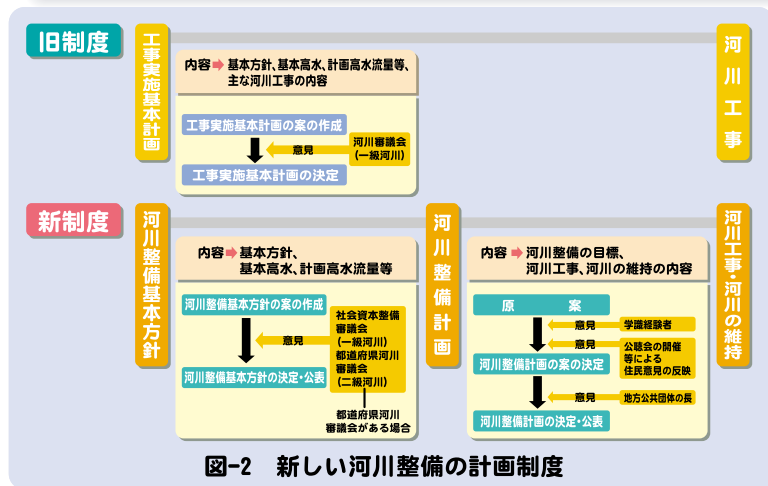 旧制度
工事実施基本計画
内容➡基本方針、基本高水、計画高水流量等、
主な河川工事の内容
工事実施基本計画の案の作成
意見
河川審議会
(一級河川)
工事実施基本計画の決定
河川工事
新制度
河川整備基本方針
内容➡基本方針、
基本高水、計画高水流量等
河川整備基本方針の案の作成
意見
社会資本整備
審議会
(一級河川)
都道府県河川
審議会
(二級河川)
河川整備基本方針の決定・公表
都道府県河川
審議会がある場合
河川整備計画
内容➡河川整備の目標、
河川工事、河川の維持の内容
原案
意見
学識経験者
意見
公聴会の開催
等による
住民意見の反映
河川整備計画の案の決定
意見
地方公共団体の長
河川整備計画の決定・公表
河川工事・河川の維持
図-2 新しい河川整備の計画制度